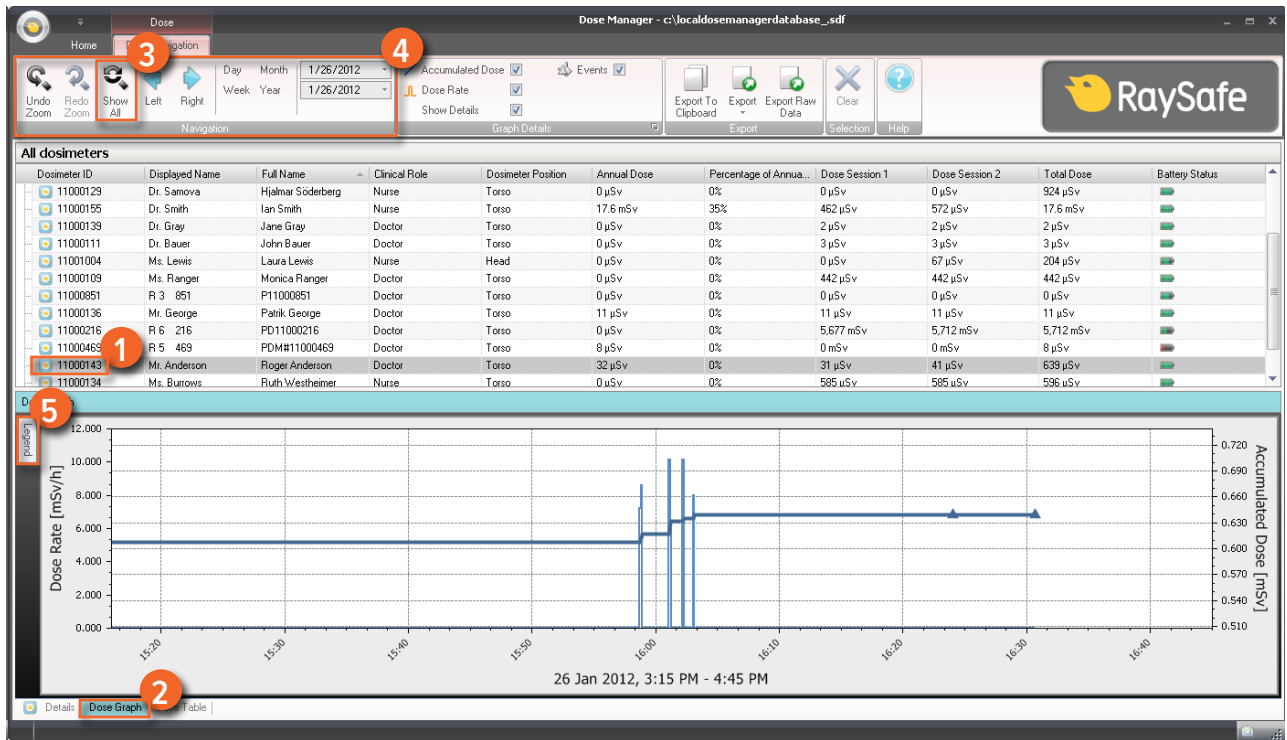 Dose
Dose Manager - c:\localdosemanagerdatabase_.sdf
Home
igation
3
4
Undo Zoom
Redo Zoom
Show All
Left
Right
Day Month 1/26/2012
Week Year 1/26/2012
Navigation
Accumulated Dose
Dose Rate
Show Details
Events
Graph Details
Export To Clipboard
Export
Export Raw Data
Export
Clear
Selection
Help
RaySafe
All dosimeters
Dosimeter ID Displayed Name Full Name Clinical Role Dosimeter Position Annual Dose Percentage of Annua... Dose Session 1 Dose Session 2 Total Dose Battery Status
11000129 Dr. Samova Hjalmar Söderberg Nurse Torso 0 µSv 0% 0 µSv 0 µSv 924 µSv
11000155 Dr. Smith Ian Smith Nurse Torso 17.6 mSv 35% 462 µSv 572 µSv 17.6 mSv
11000139 Dr. Gray Jane Gray Doctor Torso 0 µSv 0% 2 µSv 2 µSv 2 µSv
11000111 Dr. Bauer John Bauer Doctor Torso 0 µSv 0% 3 µSv 3 µSv 3 µSv
11001004 Ms. Lewis Laura Lewis Nurse Head 0 µSv 0% 0 µSv 67 µSv 204 µSv
11000109 Ms. Ranger Monica Ranger Doctor Torso 0 µSv 0% 442 µSv 442 µSv 442 µSv
11000851 R 3 851 P11000851 Doctor Torso 0 µSv 0% 0 µSv 0 µSv 0 µSv
11000136 Mr. George Patrik George Doctor Torso 11 µSv 0% 11 µSv 11 µSv 11 µSv
11000216 R 6 216 PD11000216 Doctor Torso 0 µSv 0% 5,677 mSv 5,712 mSv 5,712 mSv
11000469 R 5 469 PDM#11000469 Doctor Torso 8 µSv 0% 0 mSv 0 mSv 8 µSv
1
11000143 Mr. Anderson Roger Anderson Doctor Torso 32 µSv 0% 31 µSv 41 µSv 639 µSv
11000134 Ms. Burrows Ruth Westheimer Nurse Torso 0 µSv 0% 585 µSv 585 µSv 596 µSv
5
Legend
Dose Rate [mSv/h]
12.000
10.000
8.000
6.000
4.000
2.000
0.000
0.720
0.690
0.660
0.630
0.600
0.570
0.540
0.510
Accumulated Dose [mSv]
15:20 15:30 15:40 15:50 16:00 16:10 16:20 16:30 16:40
26 Jan 2012, 3:15 PM - 4:45 PM
2
Details Dose Graph Table